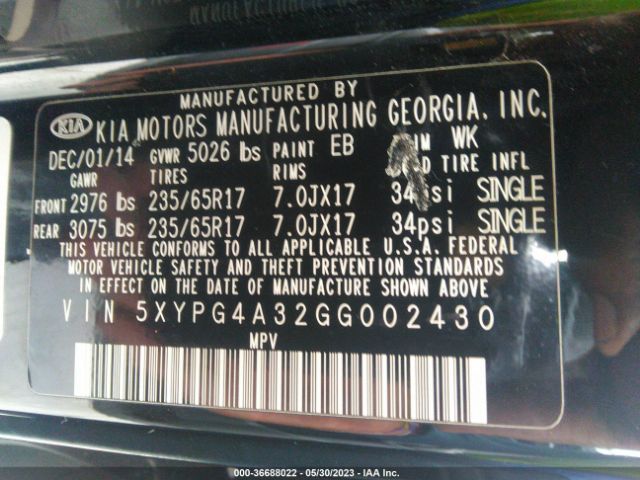 MANUFACTURED BY
KIA KIA MOTORS MANUFACTURING GEORGIA, INC.
DEC/01/14 GVWR 5026 lbs PAINT EB WK
GAWR TIRES RIMS TIRE INFL
FRONT 2976 lbs 235/65R17 7.0JX17 34psi SINGLE
REAR 3075 lbs 235/65R17 7.0JX17 34psi SINGLE
THIS VEHICLE CONFORMS TO ALL APPLICABLE U.S.A. FEDERAL
MOTOR VEHICLE SAFETY AND THEFT PREVENTION STANDARDS
IN EFFECT ON THE DATE OF MANUFACTURE SHOWN ABOVE
VIN 5XYPG4A32GG002430
MPV
000-36688022 - 05/30/2023 - IAA Inc.